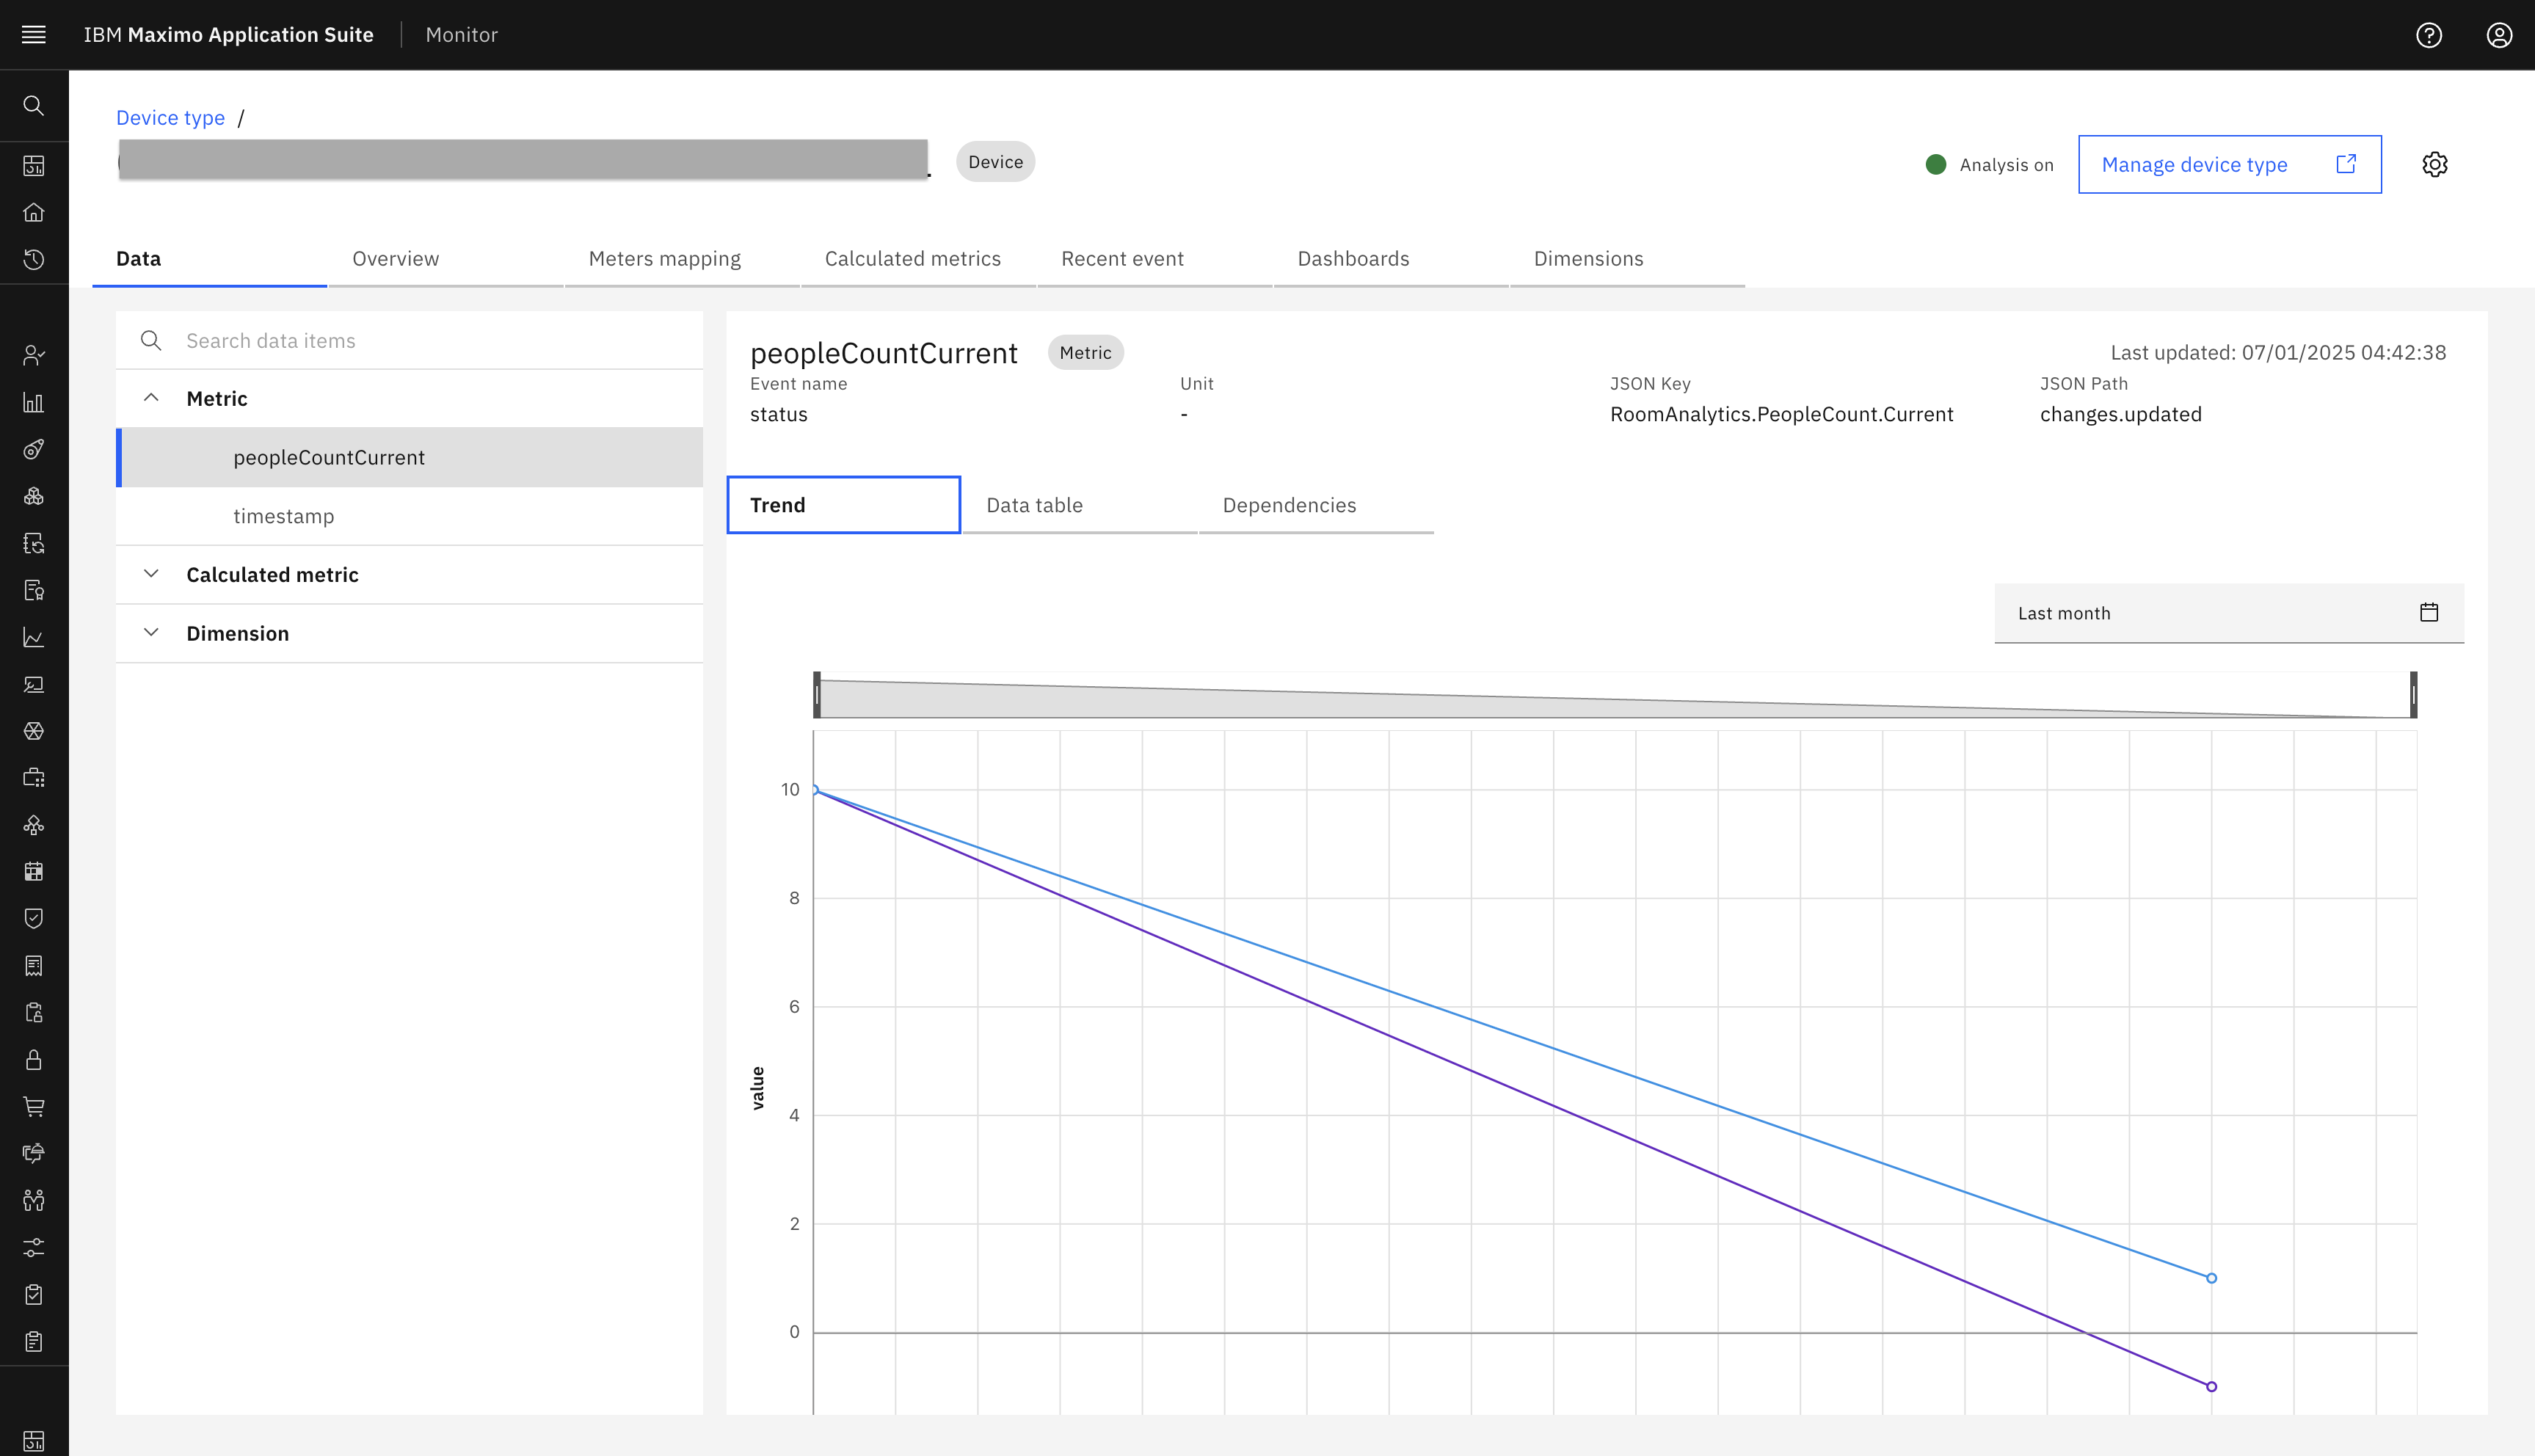 IBM Maximo Application Suite
Monitor
Device type /
Device
Analysis on
Manage device type
Data
Overview
Meters mapping
Calculated metrics
Recent event
Dashboards
Dimensions
Search data items
Metric
peopleCountCurrent
timestamp
Calculated metric
Dimension
peopleCountCurrent
Metric
Last updated: 07/01/2025 04:42:38
Event name
Unit
JSON Key
JSON Path
status
-
RoomAnalytics.PeopleCount.Current
changes.updated
Trend
Data table
Dependencies
Last month
10
8
6
4
2
0
value